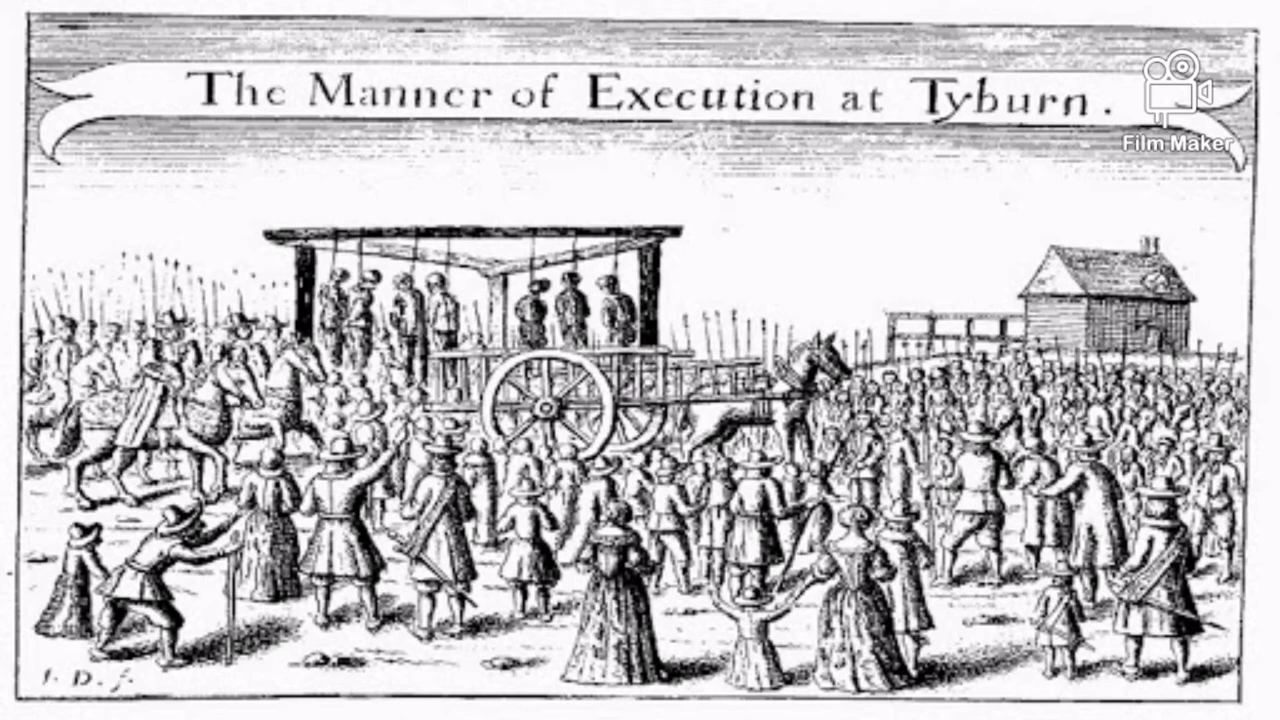 The Manner of Execution at Tyburn.
Film Maker
I. D. f.